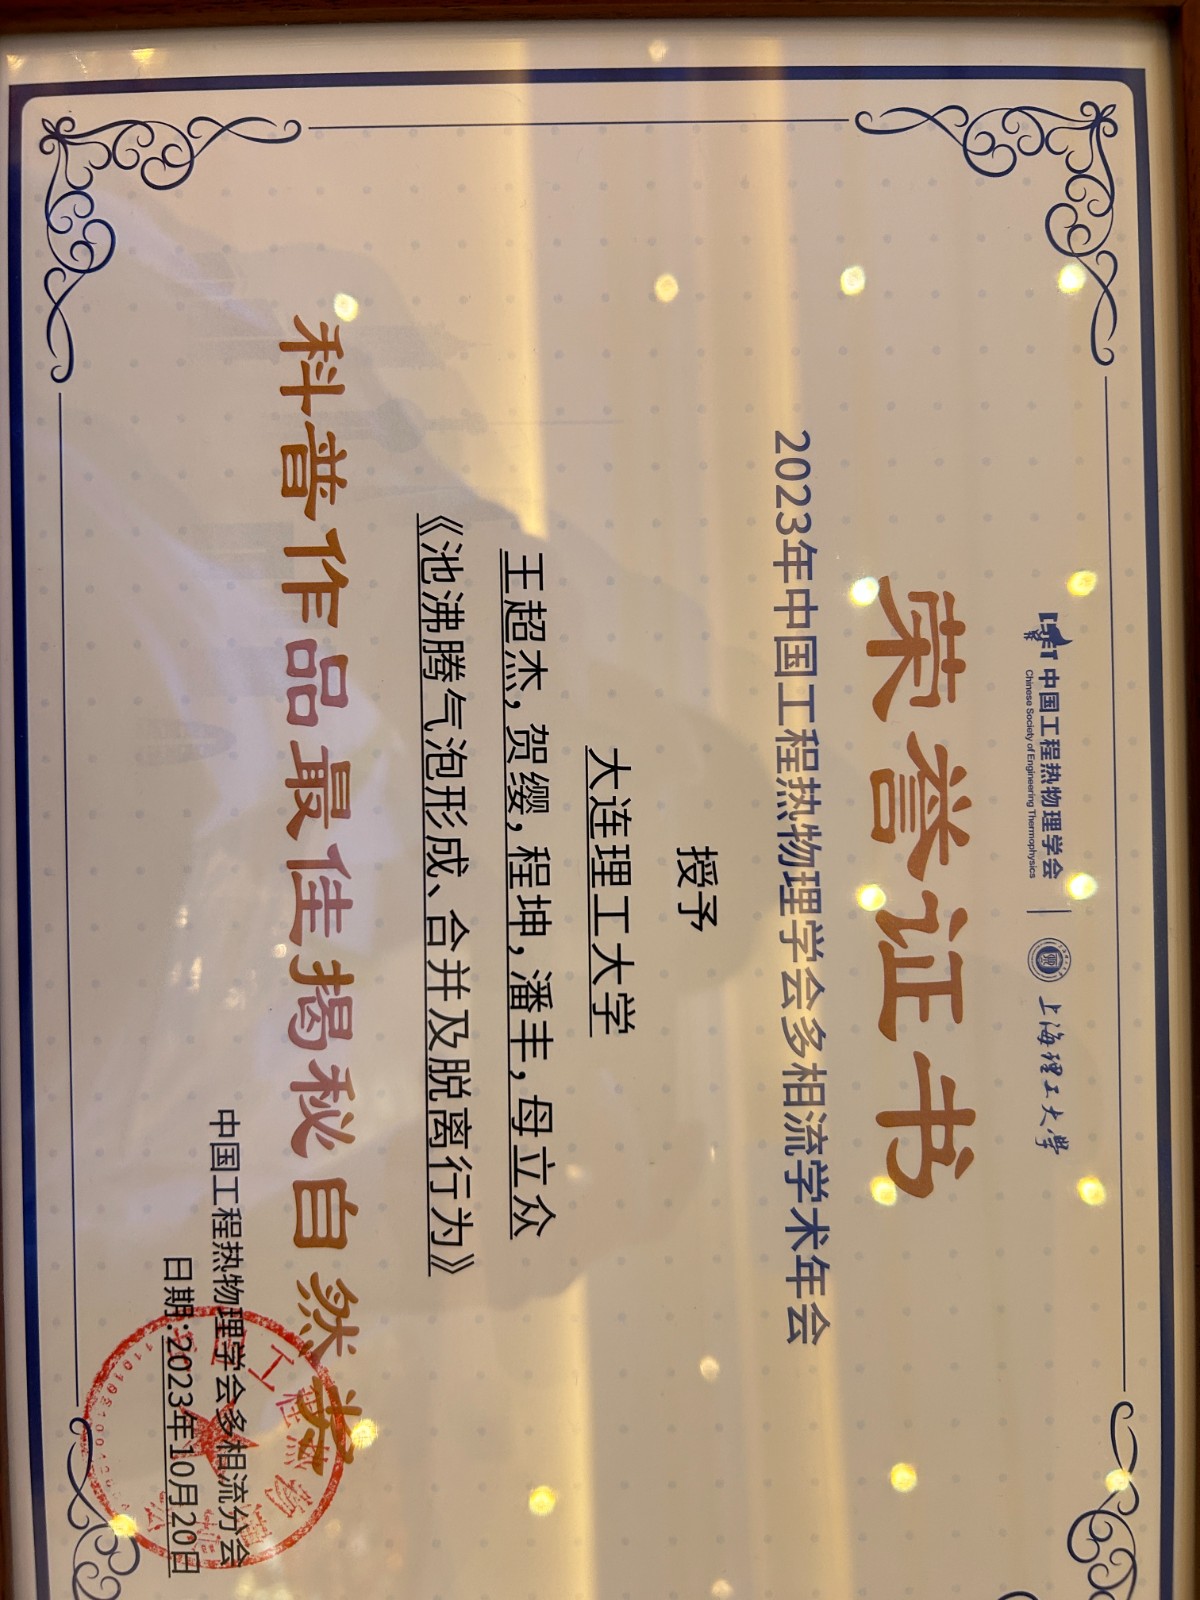 中国工程热物理学会
Chinese Society of Engineering Thermophysics
上海理工大学
荣誉证书
2023年中国工程热物理学会多相流学术年会
授予
大连理工大学
王超杰,贺缨,程坤,潘丰,母立众
《池沸腾气泡形成、合并及脱离行为》
科普作品最佳揭秘自然奖
中国工程热物理学会多相流分会
日期:2023年10月20日